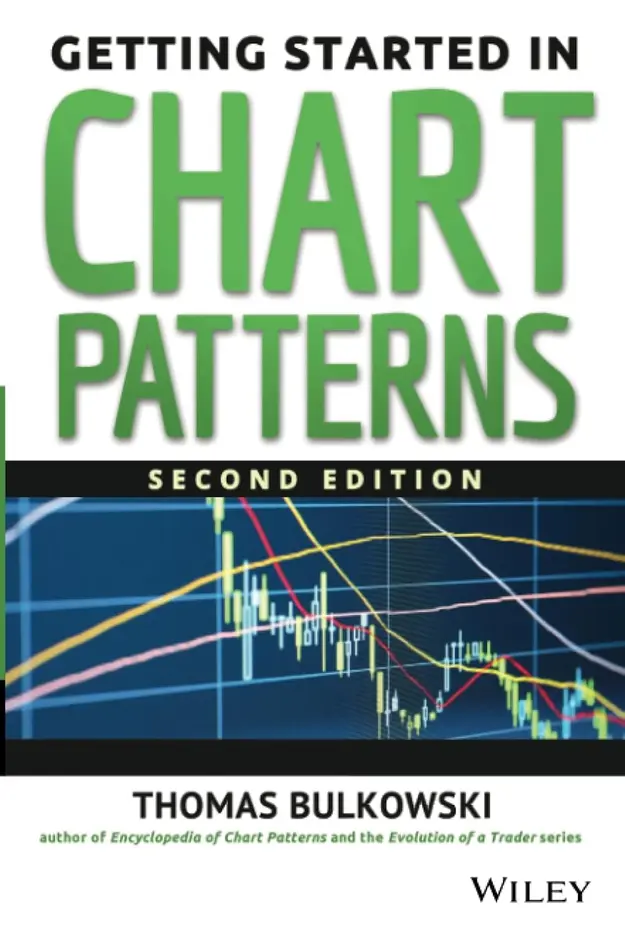 GETTING STARTED IN
CHART
PATTERNS
SECOND EDITION
THOMAS BULKOWSKI
author of Encyclopedia of Chart Patterns and the Evolution of a Trader series
WILEY